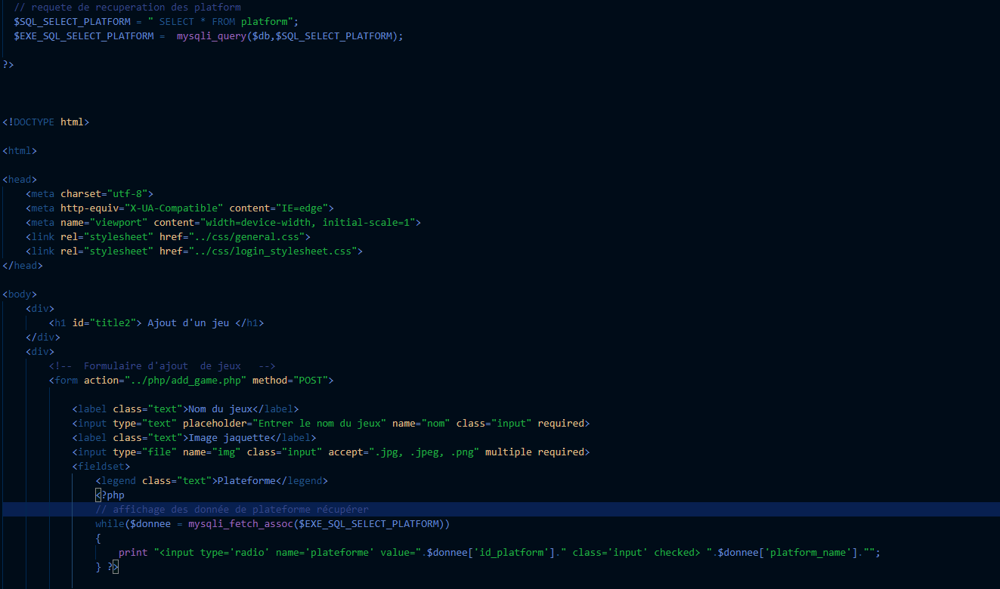 // requete de recuperation des platform
$SQL_SELECT_PLATFORM = " SELECT * FROM platform";
$EXE_SQL_SELECT_PLATFORM =  mysqli_query($db,$SQL_SELECT_PLATFORM);
?>
<!DOCTYPE html>
<html>
<head>
<meta charset="utf-8">
<meta http-equiv="X-UA-Compatible" content="IE=edge">
<meta name="viewport" content="width=device-width, initial-scale=1">
<link rel="stylesheet" href="../css/general.css">
<link rel="stylesheet" href="../css/login_stylesheet.css">
</head>
<body>
<div>
<h1 id="title2"> Ajout d'un jeu </h1>
</div>
<div>
<!--  Formulaire d'ajout  de jeux   -->
<form action="../php/add_game.php" method="POST">
<label class="text">Nom du jeux</label>
<input type="text" placeholder="Entrer le nom du jeux" name="nom" class="input" required>
<label class="text">Image jaquette</label>
<input type="file" name="img" class="input" accept=".jpg, .jpeg, .png" multiple required>
<fieldset>
<legend class="text">Plateforme</legend>
<?php
// affichage des donnée de plateforme récupérer
while($donnee = mysqli_fetch_assoc($EXE_SQL_SELECT_PLATFORM))
{
print "<input type='radio' name='plateforme' value=".$donnee['id_platform']." class='input' checked> ".$donnee['platform_name']."";
} ?>